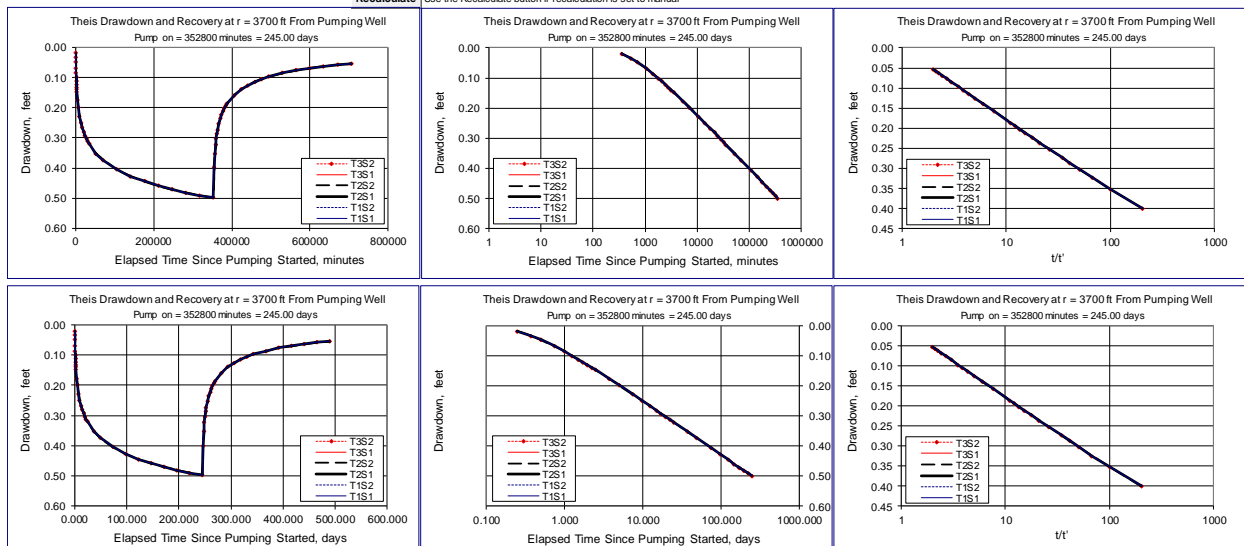 Recalculate Use the Recalculate button if recalculation is set to manual
Theis Drawdown and Recovery at r = 3700 ft From Pumping Well
Pump on = 352800 minutes = 245.00 days
0.00
0.10
0.20
0.30
0.40
0.50
0.60
Drawdown, feet
T3S2
T3S1
T2S2
T2S1
T1S2
T1S1
0 200000 400000 600000 800000
Elapsed Time Since Pumping Started, minutes
Theis Drawdown and Recovery at r = 3700 ft From Pumping Well
Pump on = 352800 minutes = 245.00 days
0.00
0.10
0.20
0.30
0.40
0.50
0.60
Drawdown, feet
T3S2
T3S1
T2S2
T2S1
T1S2
T1S1
1 10 100 1000 10000 100000 1000000
Elapsed Time Since Pumping Started, minutes
Theis Drawdown and Recovery at r = 3700 ft From Pumping Well
Pump on = 352800 minutes = 245.00 days
0.00
0.05
0.10
0.15
0.20
0.25
0.30
0.35
0.40
0.45
Drawdown, feet
T3S2
T3S1
T2S2
T2S1
T1S2
T1S1
1 10 100 1000
t/t'
Theis Drawdown and Recovery at r = 3700 ft From Pumping Well
Pump on = 352800 minutes = 245.00 days
0.00
0.10
0.20
0.30
0.40
0.50
0.60
Drawdown, feet
T3S2
T3S1
T2S2
T2S1
T1S2
T1S1
0.000 100.000 200.000 300.000 400.000 500.000 600.000
Elapsed Time Since Pumping Started, days
Theis Drawdown and Recovery at r = 3700 ft From Pumping Well
Pump on = 352800 minutes = 245.00 days
0.00 0.00
0.10 0.10
0.20 0.20
0.30 0.30
0.40 0.40
0.50 0.50
0.60 0.60
Drawdown, feet
T3S2
T3S1
T2S2
T2S1
T1S2
T1S1
0.100 1.000 10.000 100.000 1000.000
Elapsed Time Since Pumping Started, days
Theis Drawdown and Recovery at r = 3700 ft From Pumping Well
Pump on = 352800 minutes = 245.00 days
0.00
0.05
0.10
0.15
0.20
0.25
0.30
0.35
0.40
0.45
Drawdown, feet
T3S2
T3S1
T2S2
T2S1
T1S2
T1S1
1 10 100 1000
t/t'